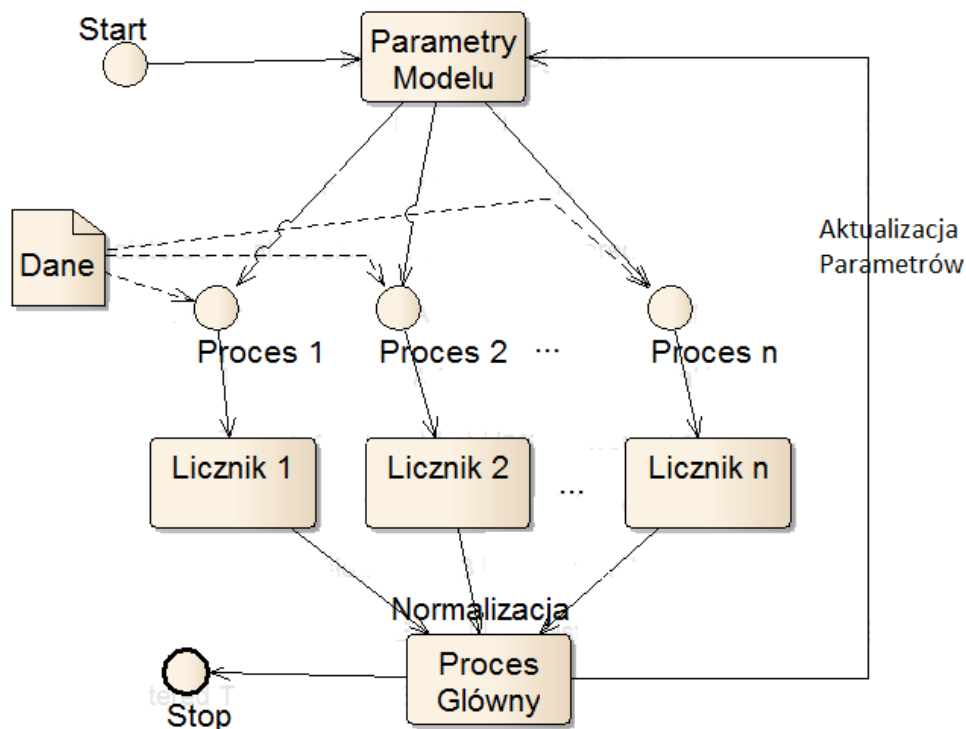 Start
Parametry
Modelu
Dane
Aktualizacja
Parametrów
Proces 1
Proces 2
...
Proces n
Licznik 1
Licznik 2
...
Licznik n
Normalizacja
Proces
Glówny
Stop